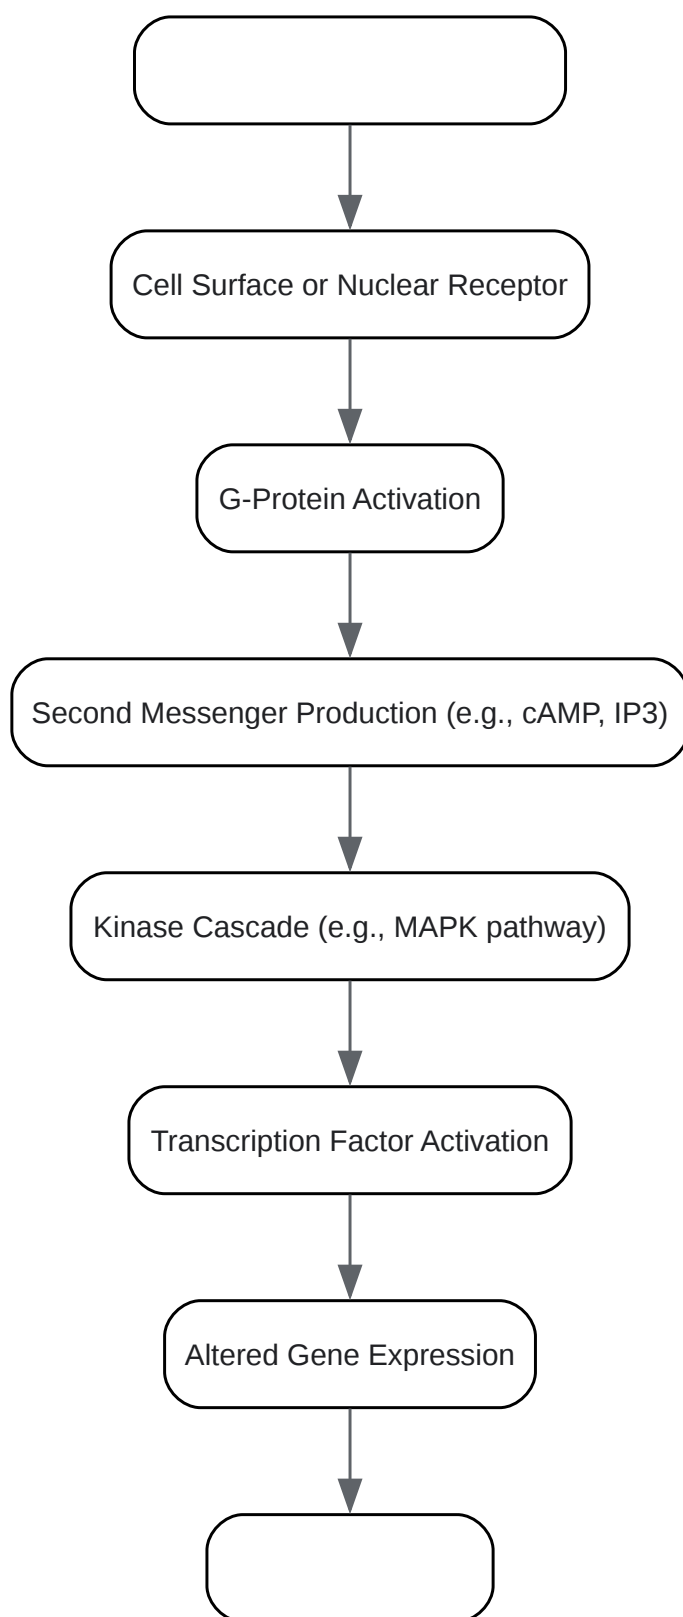 Cell Surface or Nuclear Receptor
G-Protein Activation
Second Messenger Production (e.g., cAMP, IP3)
Kinase Cascade (e.g., MAPK pathway)
Transcription Factor Activation
Altered Gene Expression